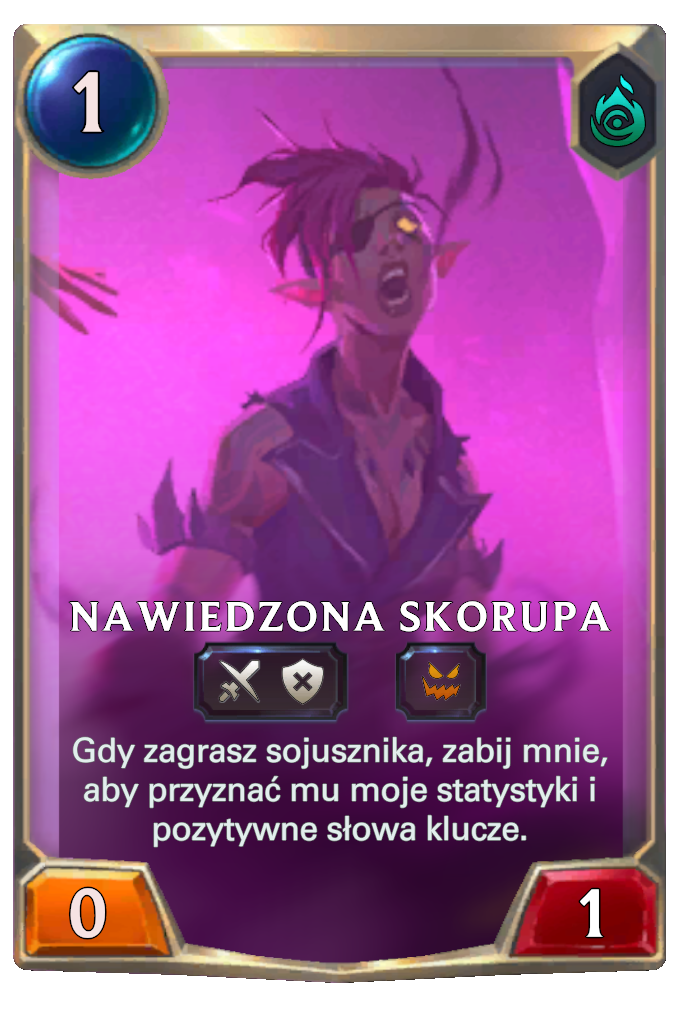 1
NAWIEDZONA SKORUPA
Gdy zagrasz sojusznika, zabij mnie,
aby przyznać mu moje statystyki i
pozytywne słowa klucze.
0
1